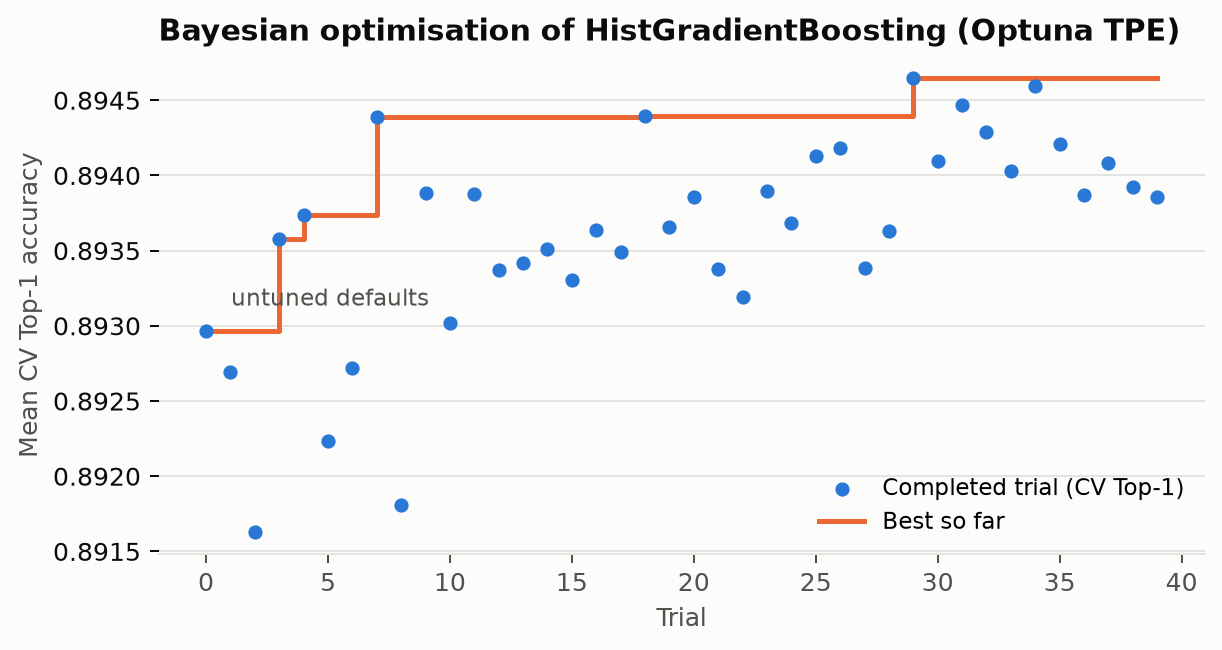 Bayesian optimisation of HistGradientBoosting (Optuna TPE)
Mean CV Top-1 accuracy
0.8945
0.8940
0.8935
0.8930
0.8925
0.8920
0.8915
untuned defaults
Completed trial (CV Top-1)
Best so far
0 5 10 15 20 25 30 35 40
Trial